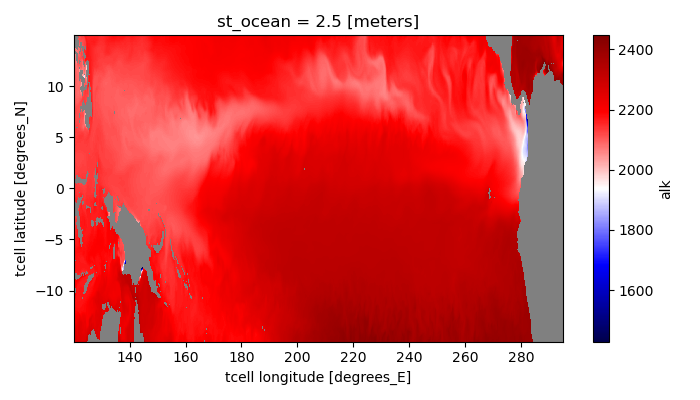 st_ocean = 2.5 [meters]
10
5
0
−5
−10
tcell latitude [degrees_N]
140 160 180 200 220 240 260 280
tcell longitude [degrees_E]
2400
2200
2000
1800
1600
alk